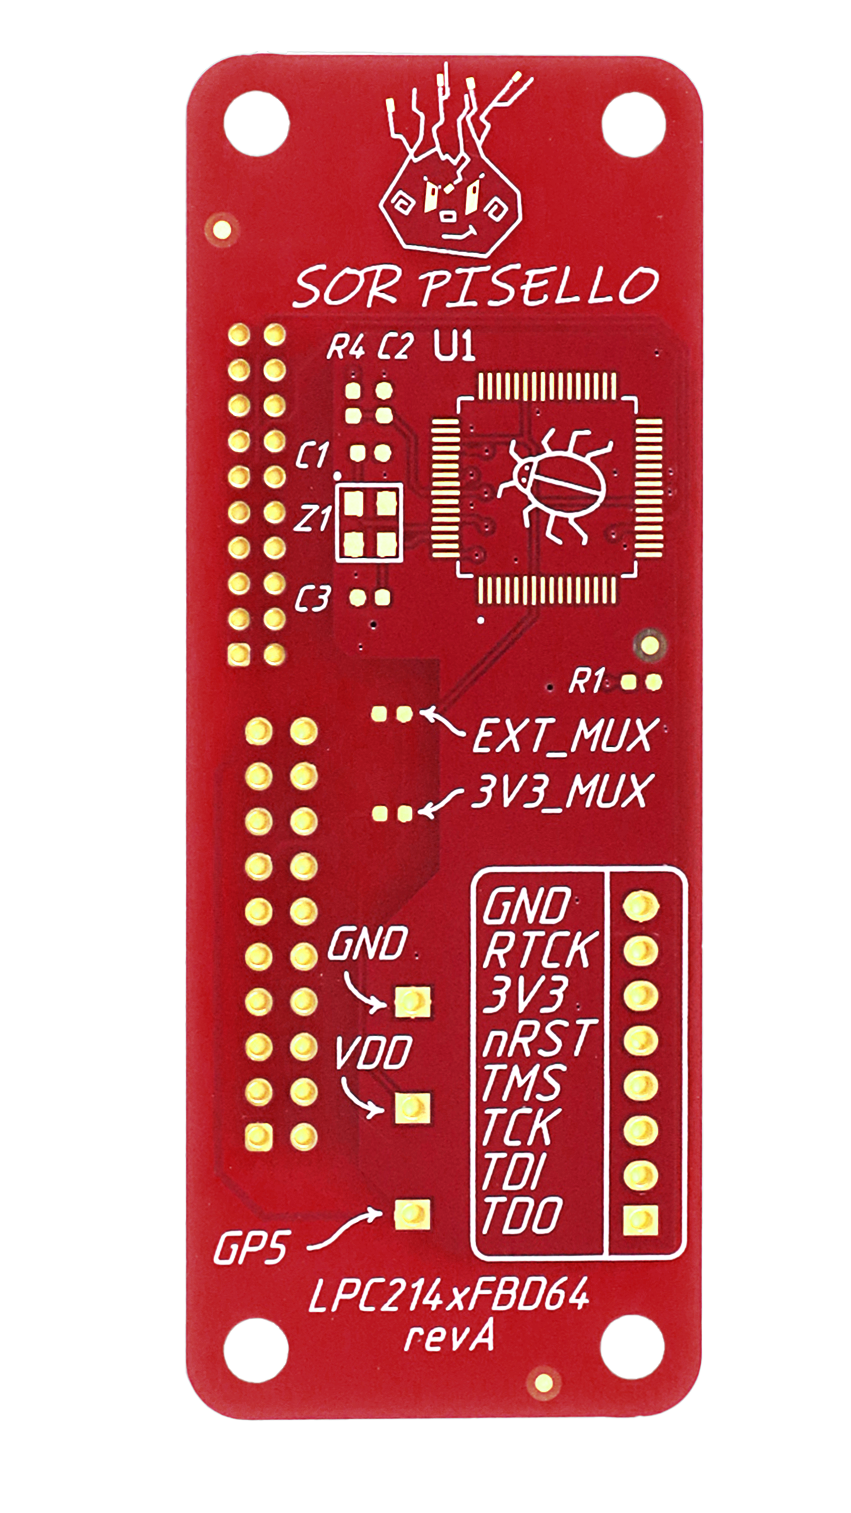 SOR PISELLO
R4 C2 U1
C1
Z1
C3
R1
EXT_MUX
3V3_MUX
GND
VDD
GP5
GND
RTCK
3V3
nRST
TMS
TCK
TDI
TDO
LPC214xFBD64
revA